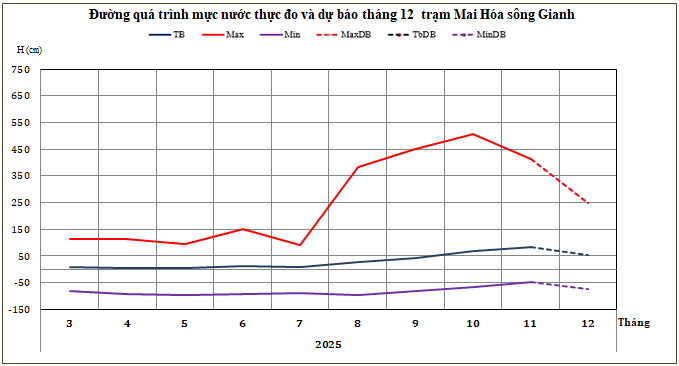 Đường quá trình mực nước thực đo và dự báo tháng 12 trạm Mai Hóa sông Gianh
TB Max Min MaxDB TbDB MinDB
H (cm)
750
650
550
450
350
250
150
50
-50
-150
3 4 5 6 7 8 9 10 11 12 Tháng
2025